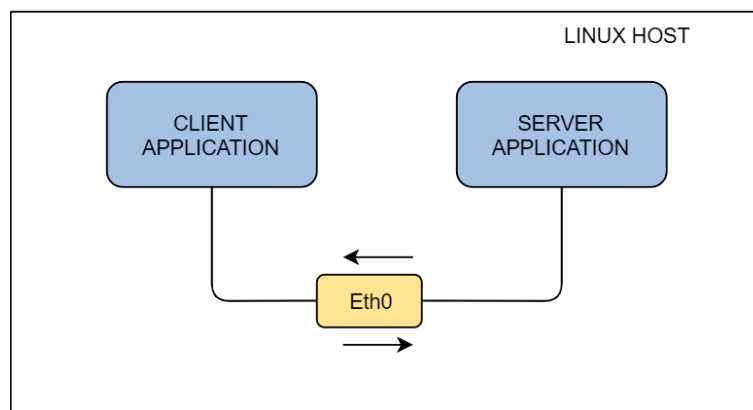 LINUX HOST
CLIENT
APPLICATION
SERVER
APPLICATION
Eth0